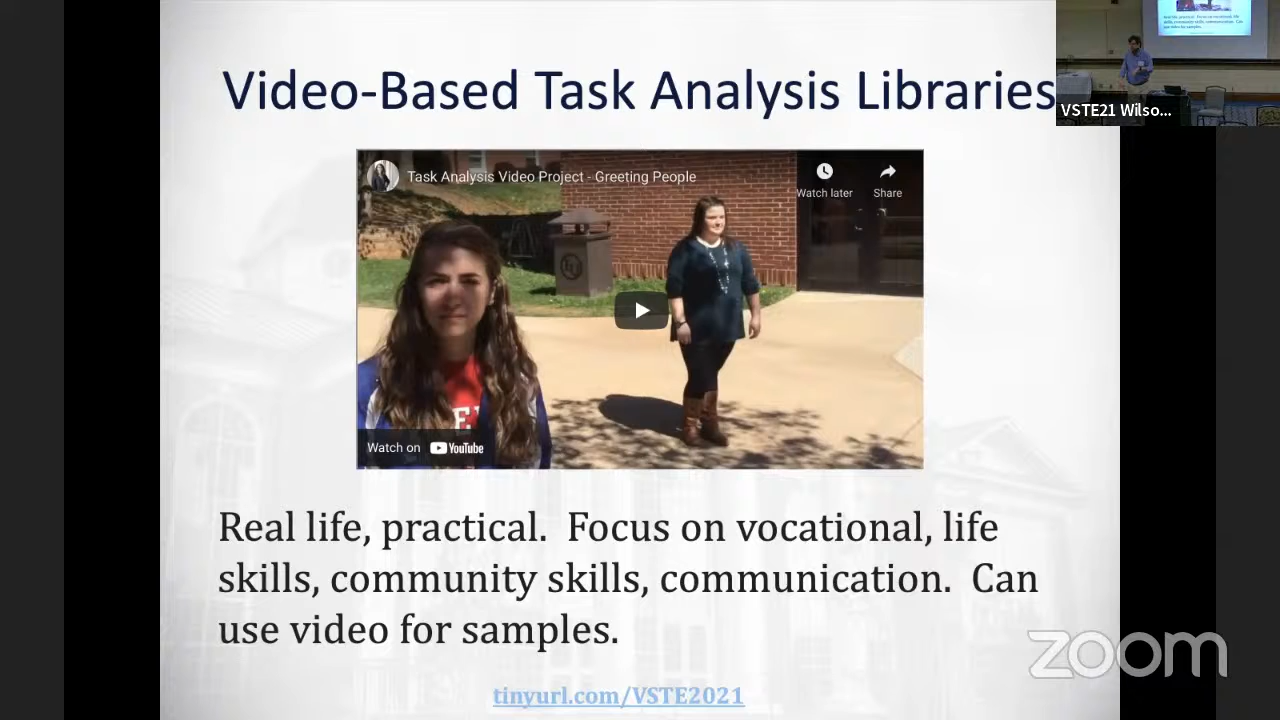 Video-Based Task Analysis Libraries
VSTE21 Wilso...
Task Analysis Video Project - Greeting People
Watch later
Share
Watch on YouTube
Real life, practical. Focus on vocational, life
skills, community skills, communication. Can
use video for samples.
zoom
tinyurl.com/VSTE2021